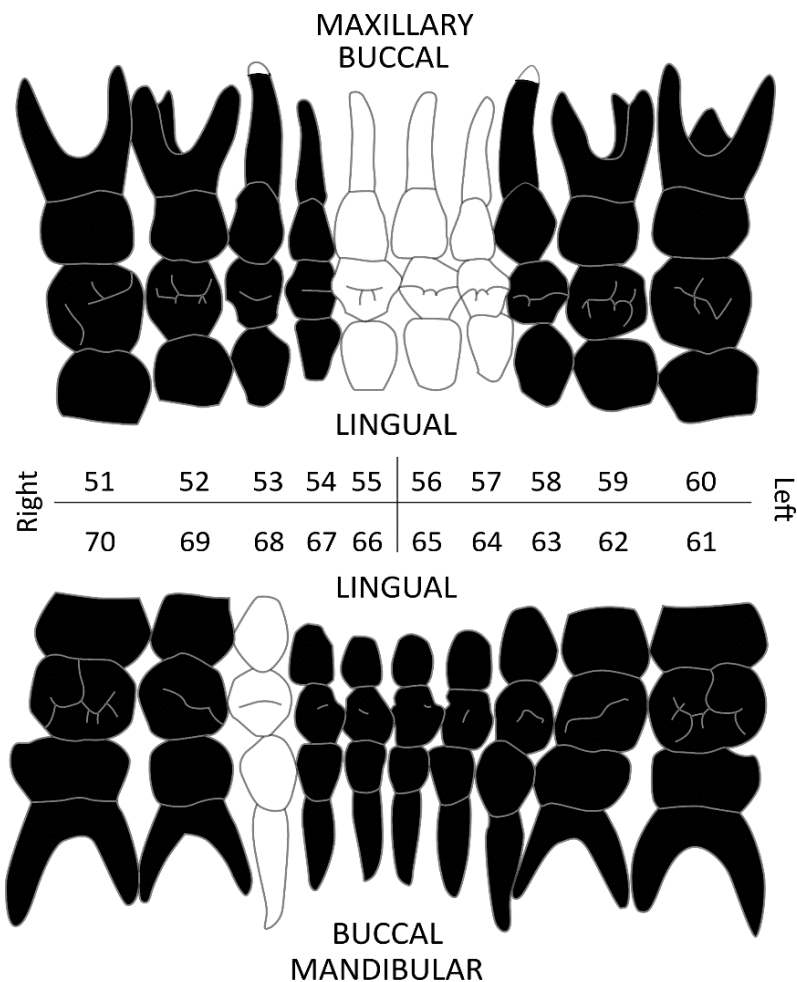 MAXILLARY
BUCCAL
LINGUAL
Right
51 52 53 54 55 56 57 58 59 60
Left
70 69 68 67 66 65 64 63 62 61
LINGUAL
BUCCAL
MANDIBULAR